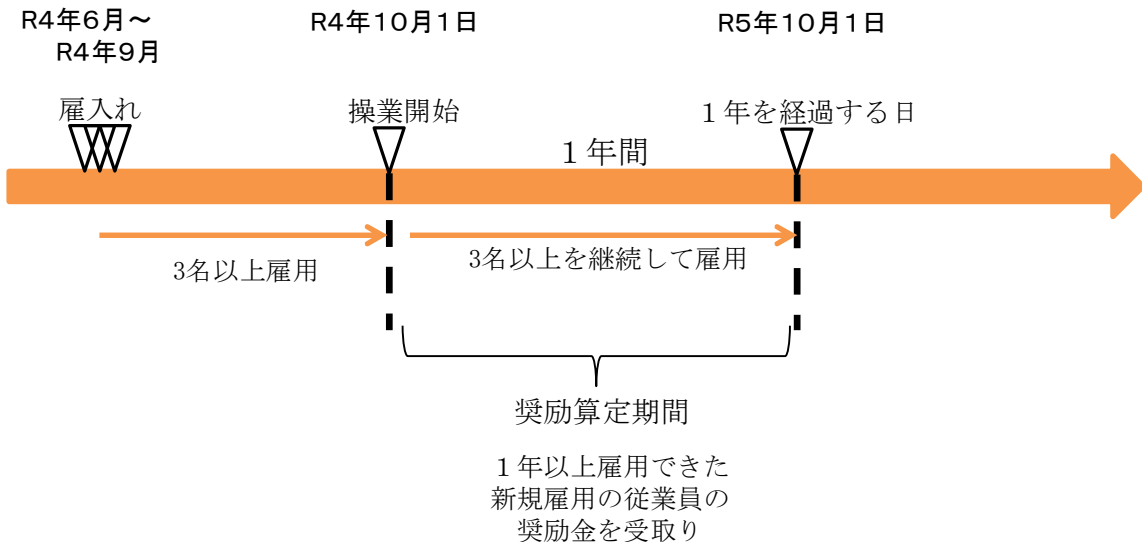 R4年6月～
R4年9月
R4年10月1日
R5年10月1日
雇入れ
操業開始
１年を経過する日
１年間
3名以上雇用
3名以上を継続して雇用
奨励算定期間
１年以上雇用できた
新規雇用の従業員の
奨励金を受取り